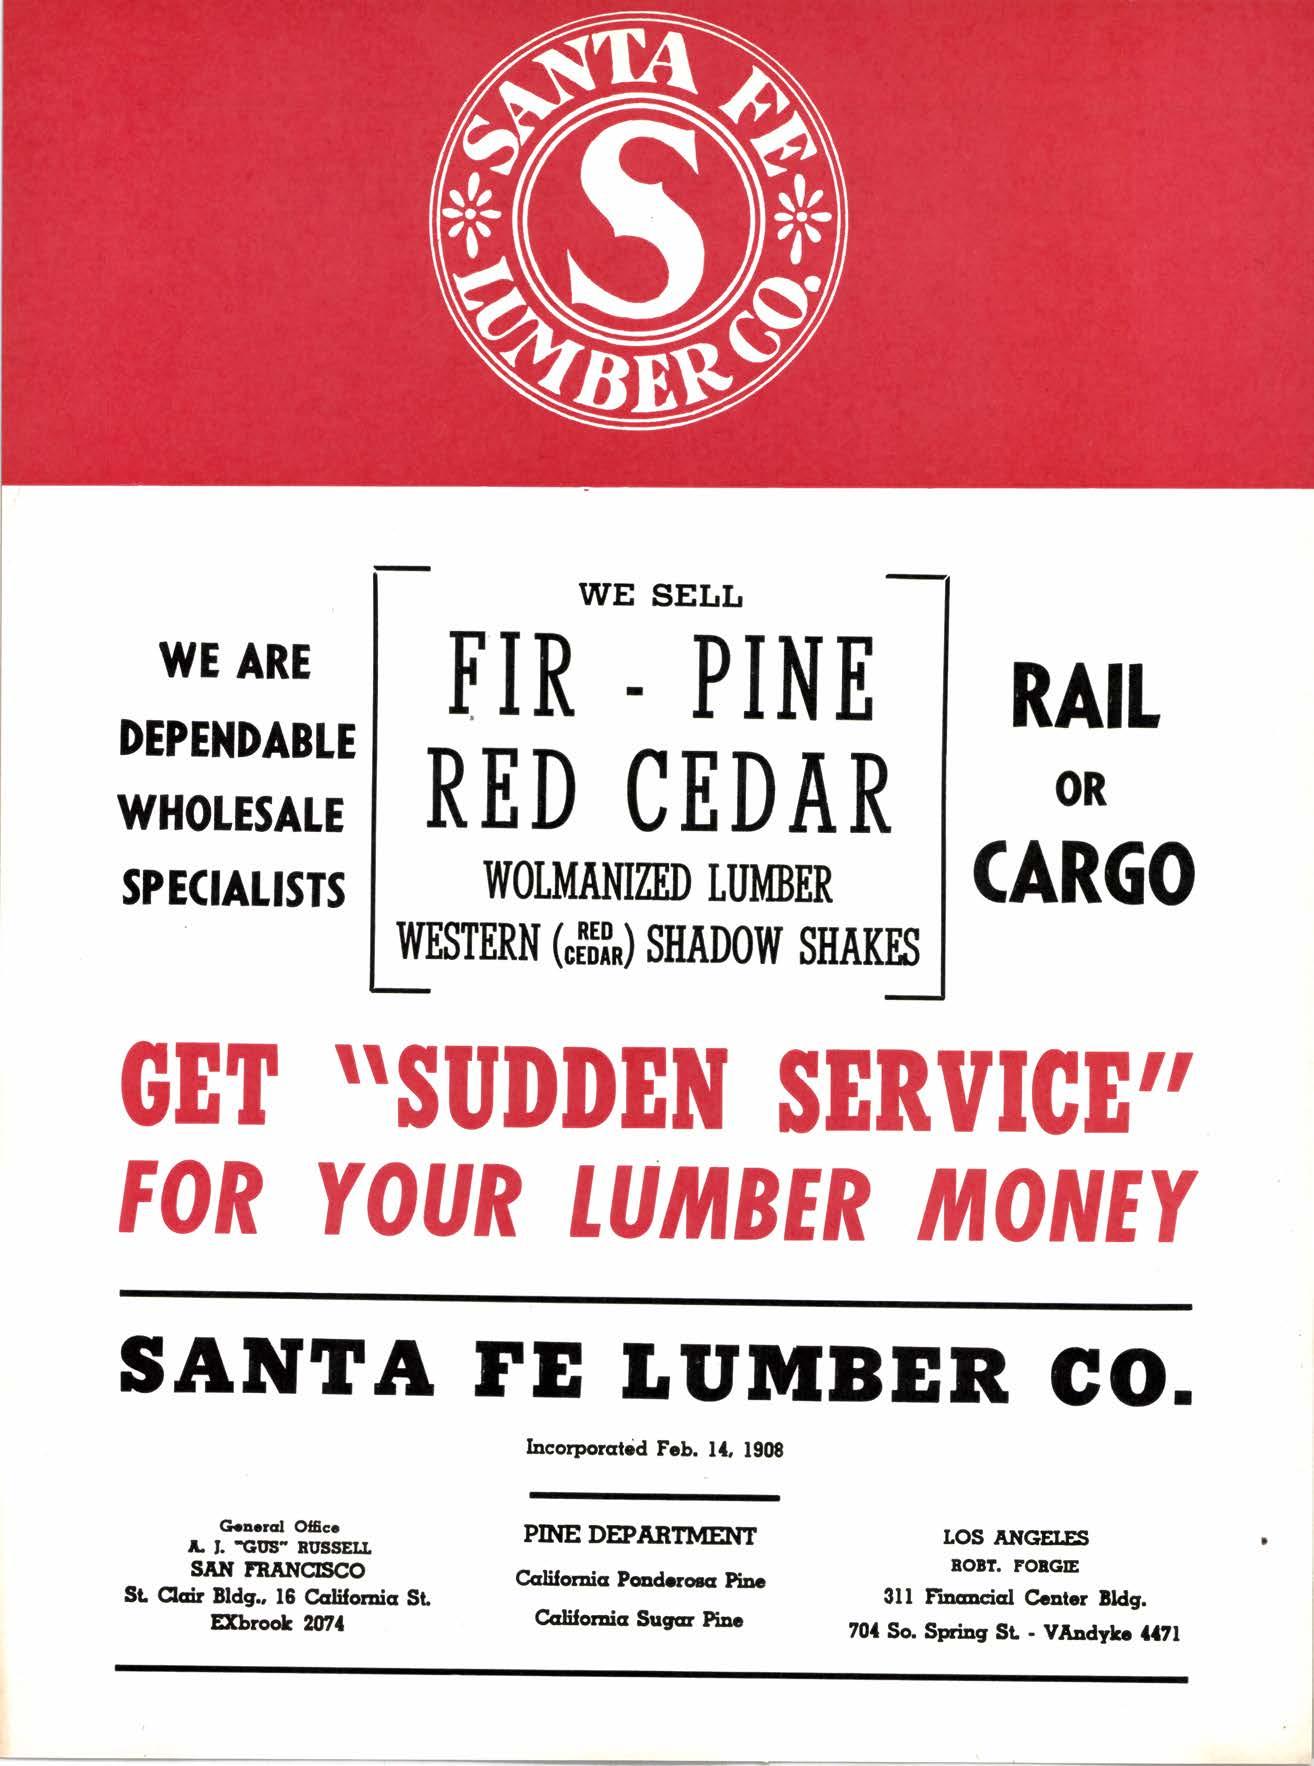 SANTA FE
LUMBER CO.
S
WE ARE
DEPENDABLE
WHOLESALE
SPECIALISTS
WE SELL
FIR - PINE
RED CEDAR
WOLMANIZED LUMBER
WESTERN (RED CEDAR) SHADOW SHAKES
RAIL
OR
CARGO
GET "SUDDEN SERVICE"
FOR YOUR LUMBER MONEY
SANTA FE LUMBER CO.
Incorporated Feb. 14, 1908
General Office
A. J. "GUS" RUSSELL
SAN FRANCISCO
St. Clair Bldg., 16 California St.
EXbrook 2074
PINE DEPARTMENT
California Ponderosa Pine
California Sugar Pine
LOS ANGELES
ROBT. FORGIE
311 Financial Center Bldg.
704 So. Spring St. - VAndyke 4471